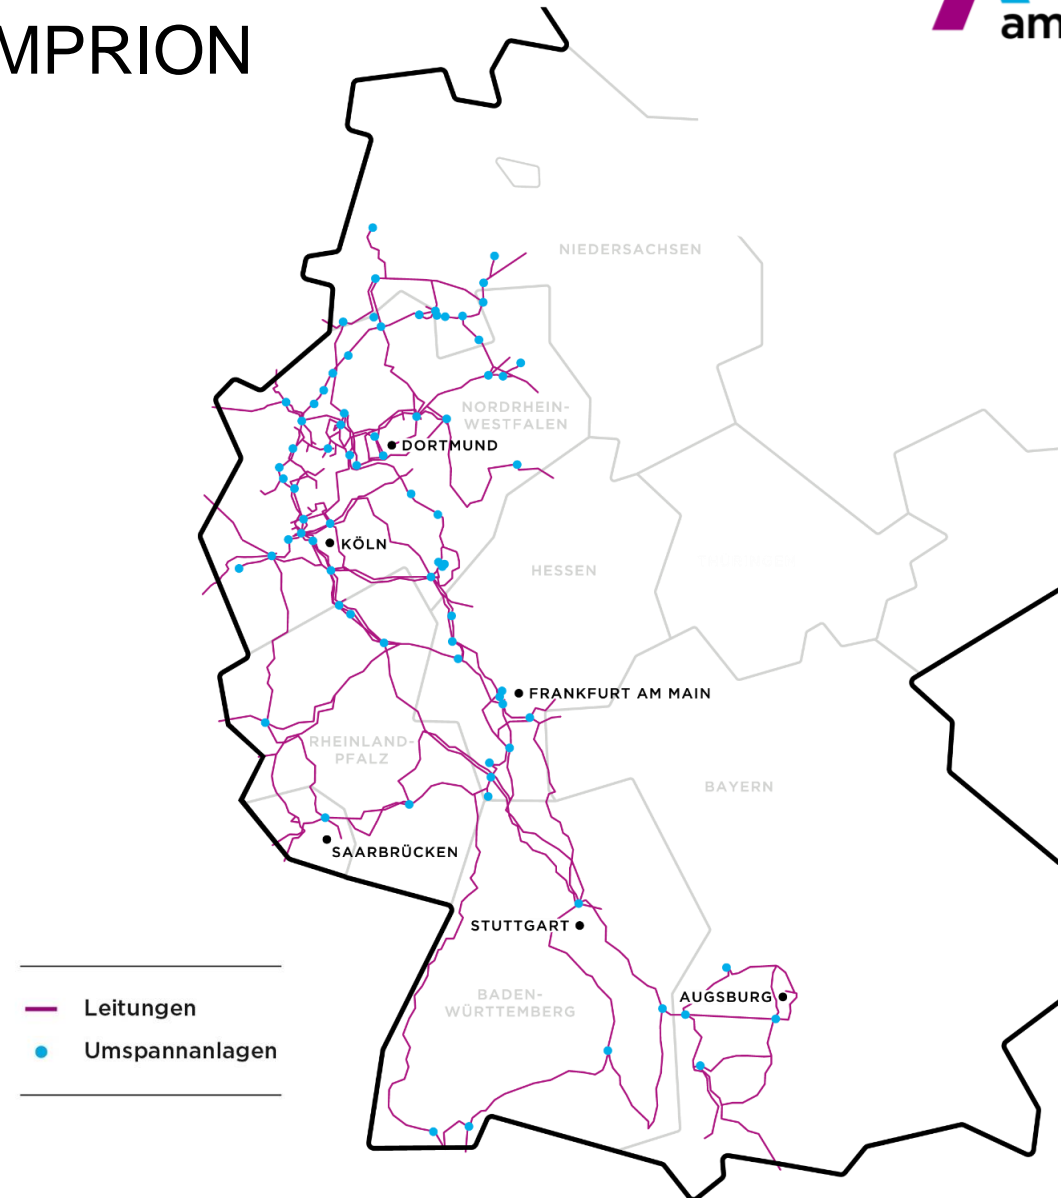 MPRION
am
NIEDERSACHSEN
NORDRHEIN-
WESTFALEN
DORTMUND
KÖLN
HESSEN
FRANKFURT AM MAIN
RHEINLAND-
PFALZ
BAYERN
SAARBRÜCKEN
STUTTGART
AUGSBURG
BADEN-
WÜRTTEMBERG
Leitungen
Umspannanlagen